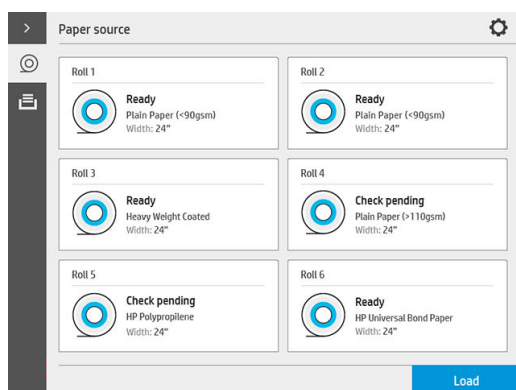 Paper source
Roll 1
Ready
Plain Paper (<90gsm)
Width: 24"
Roll 2
Ready
Plain Paper (<90gsm)
Width: 24"
Roll 3
Ready
Heavy Weight Coated
Width: 24"
Roll 4
Check pending
Plain Paper (>110gsm)
Width: 24"
Roll 5
Check pending
HP Polypropilene
Width: 24"
Roll 6
Ready
HP Universal Bond Paper
Width: 24"
Load